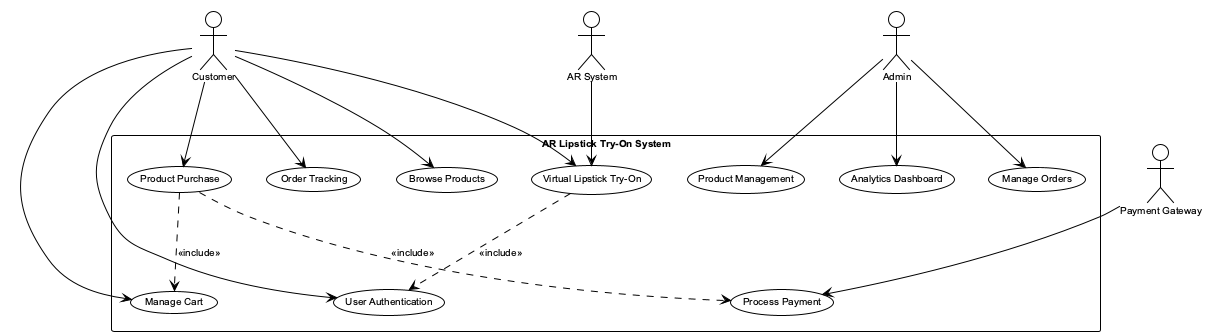 Customer
AR System
Admin
AR Lipstick Try-On System
Product Purchase
Order Tracking
Browse Products
Virtual Lipstick Try-On
Product Management
Analytics Dashboard
Manage Orders
Payment Gateway
«include»
«include»
«include»
Manage Cart
User Authentication
Process Payment